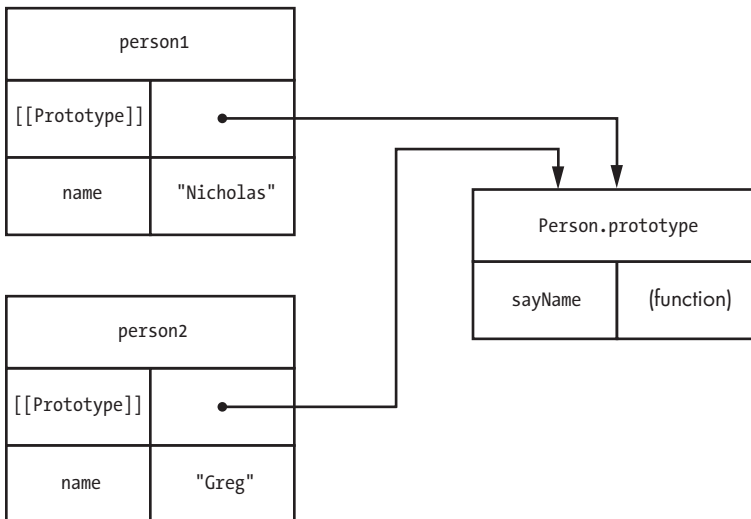 person1
[[Prototype]]
name "Nicholas"
Person.prototype
sayName (function)
person2
[[Prototype]]
name "Greg"